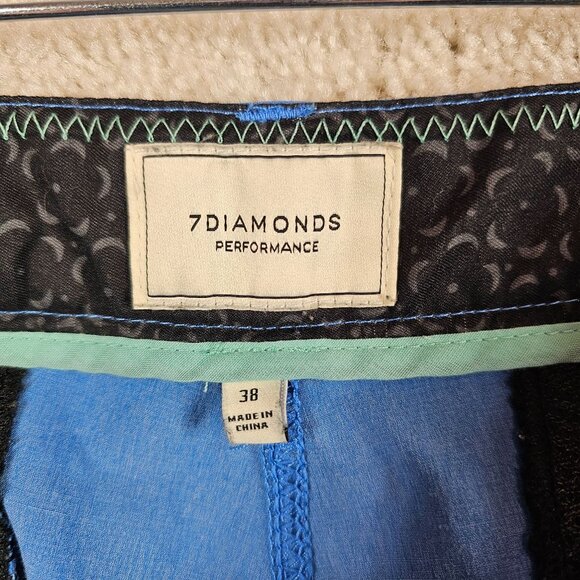 7DIAMONDS
PERFORMANCE
38
MADE IN
CHINA